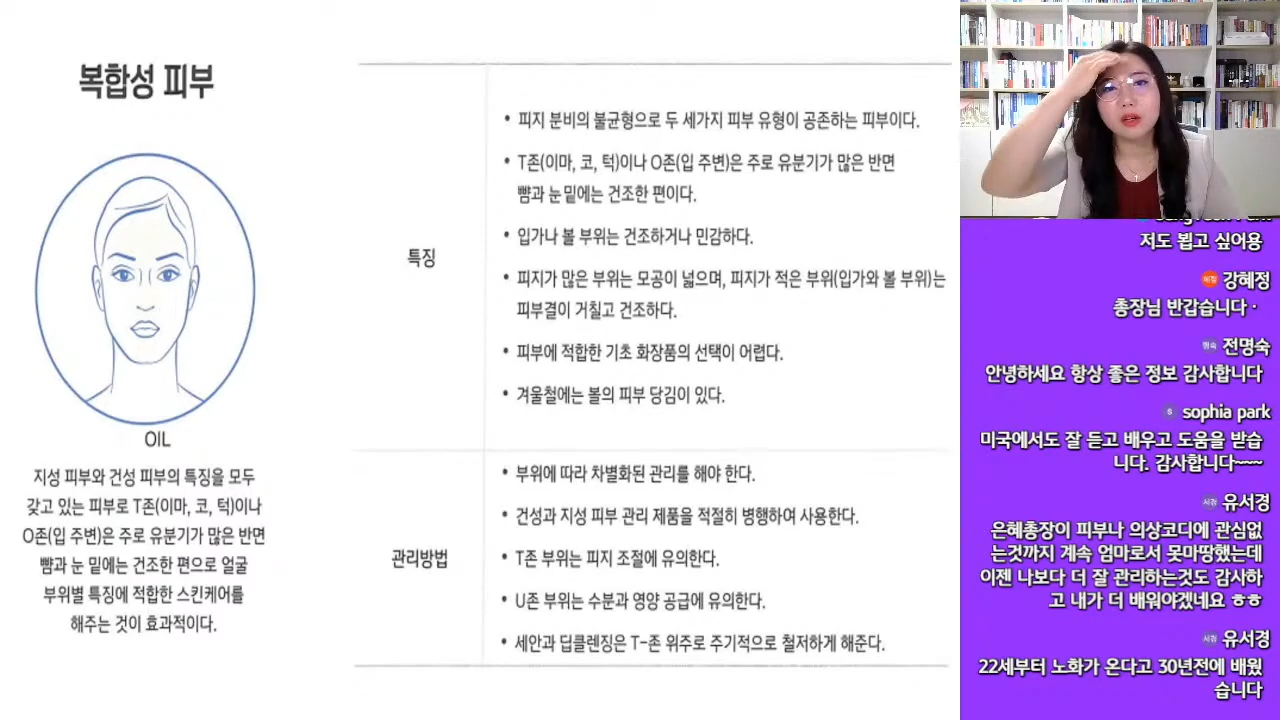 복합성 피부
OIL
지성 피부와 건성 피부의 특징을 모두
갖고 있는 피부로 T존(이마, 코, 턱)이나
O존(입 주변)은 주로 유분기가 많은 반면
뺨과 눈 밑에는 건조한 편으로 얼굴
부위별 특징에 적합한 스킨케어를
해주는 것이 효과적이다.
특징
• 피지 분비의 불균형으로 두 세가지 피부 유형이 공존하는 피부이다.
• T존(이마, 코, 턱)이나 O존(입 주변)은 주로 유분기가 많은 반면
뺨과 눈 밑에는 건조한 편이다.
• 입가나 볼 부위는 건조하거나 민감하다.
• 피지가 많은 부위는 모공이 넓으며, 피지가 적은 부위(입가와 볼 부위)는
피부결이 거칠고 건조하다.
• 피부에 적합한 기초 화장품의 선택이 어렵다.
• 겨울철에는 볼의 피부 당김이 있다.
관리방법
• 부위에 따라 차별화된 관리를 해야 한다.
• 건성과 지성 피부 관리 제품을 적절히 병행하여 사용한다.
• T존 부위는 피지 조절에 유의한다.
• U존 부위는 수분과 영양 공급에 유의한다.
• 세안과 딥클렌징은 T-존 위주로 주기적으로 철저하게 해준다.
저도 뵙고 싶어용
혜정 강혜정
총장님 반갑습니다·
명숙 전명숙
안녕하세요 항상 좋은 정보 감사합니다
S sophia park
미국에서도 잘 듣고 배우고 도움을 받습
니다. 감사합니다~~~
서경 유서경
은혜총장이 피부나 의상코디에 관심없
는것까지 계속 엄마로서 못마땅했는데
이젠 나보다 더 잘 관리하는것도 감사하
고 내가 더 배워야겠네요 ㅎㅎ
서경 유서경
22세부터 노화가 온다고 30년전에 배웠
습니다